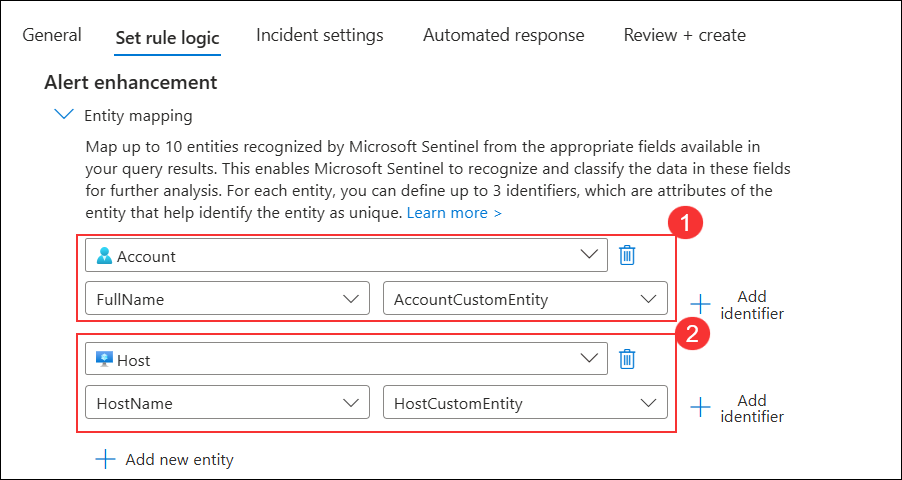 General Set rule logic Incident settings Automated response Review + create
Alert enhancement
Entity mapping
Map up to 10 entities recognized by Microsoft Sentinel from the appropriate fields available in
your query results. This enables Microsoft Sentinel to recognize and classify the data in these fields
for further analysis. For each entity, you can define up to 3 identifiers, which are attributes of the
entity that help identify the entity as unique. Learn more >
1
Account
FullName AccountCustomEntity
Add
identifier
2
Host
HostName HostCustomEntity
Add
identifier
Add new entity